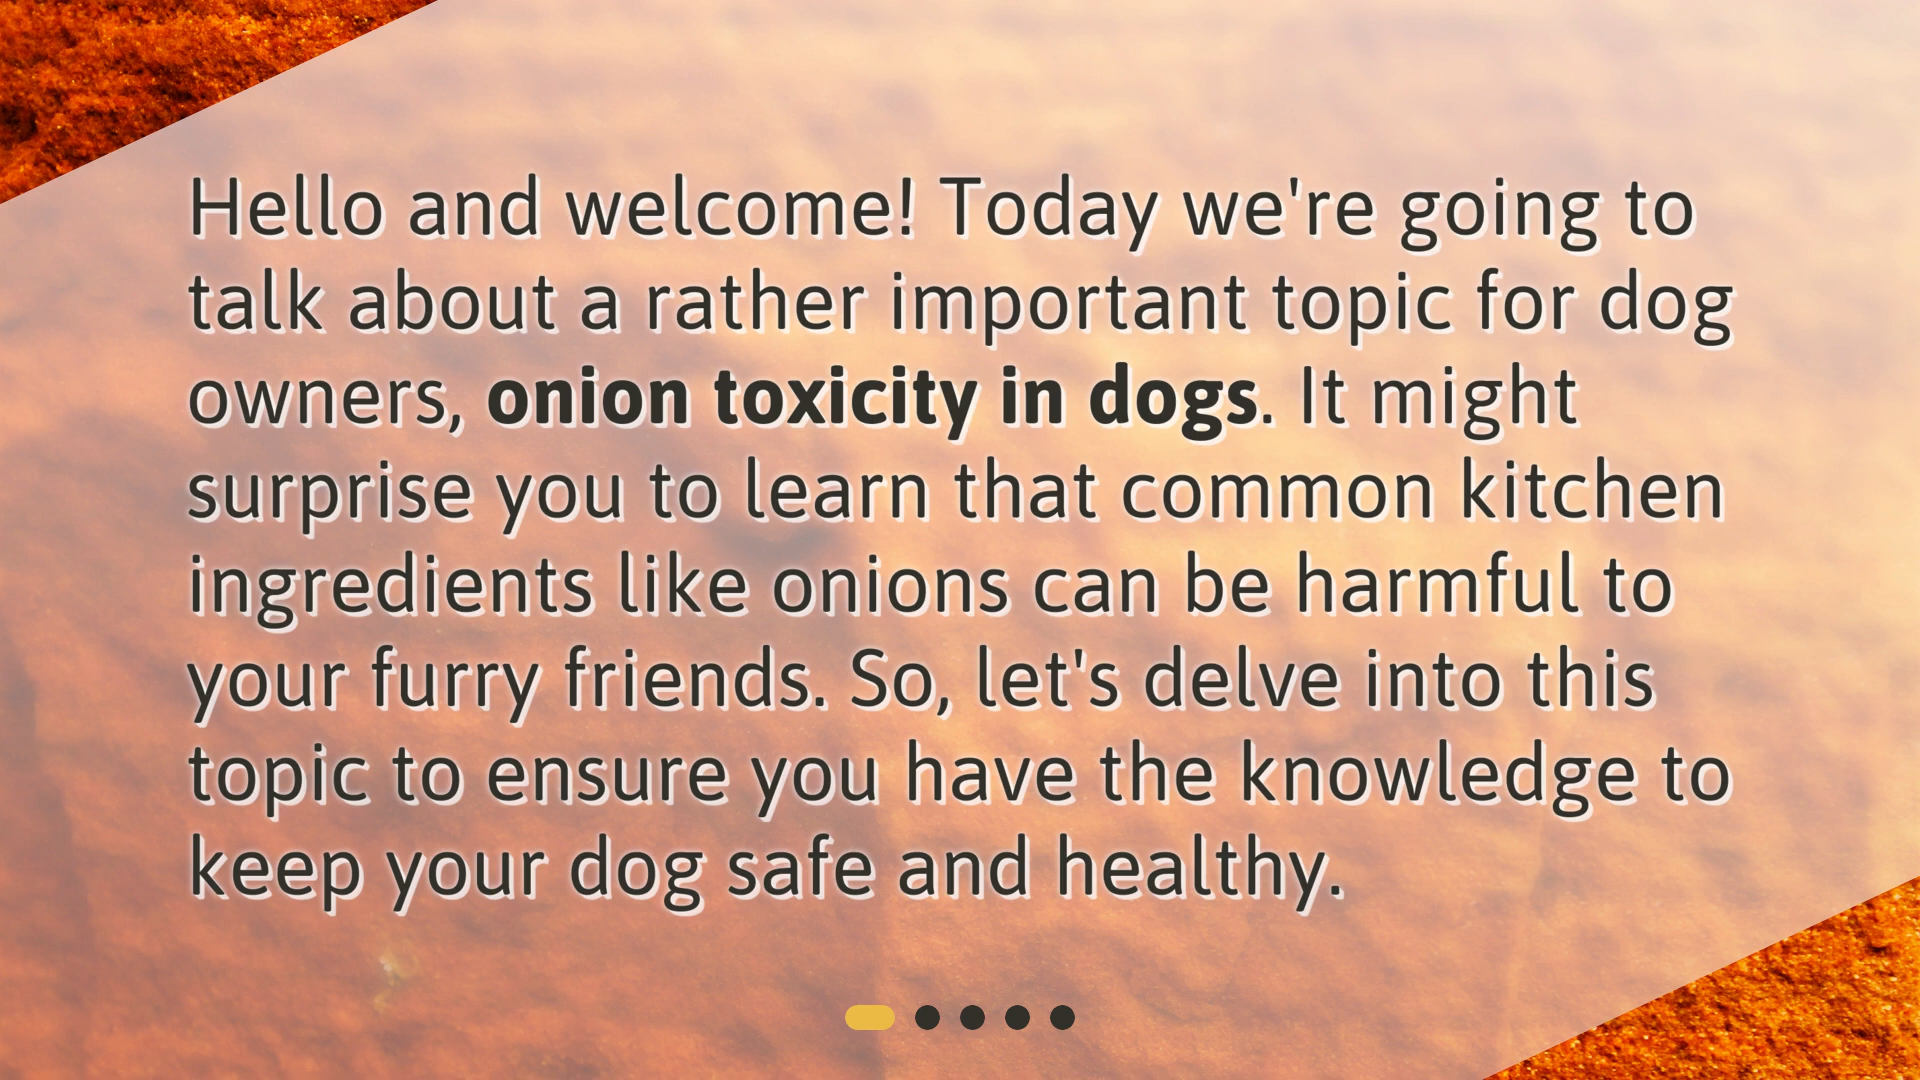 Hello and welcome! Today we're going to
talk about a rather important topic for dog
owners, onion toxicity in dogs. It might
surprise you to learn that common kitchen
ingredients like onions can be harmful to
your furry friends. So, let's delve into this
topic to ensure you have the knowledge to
keep your dog safe and healthy.